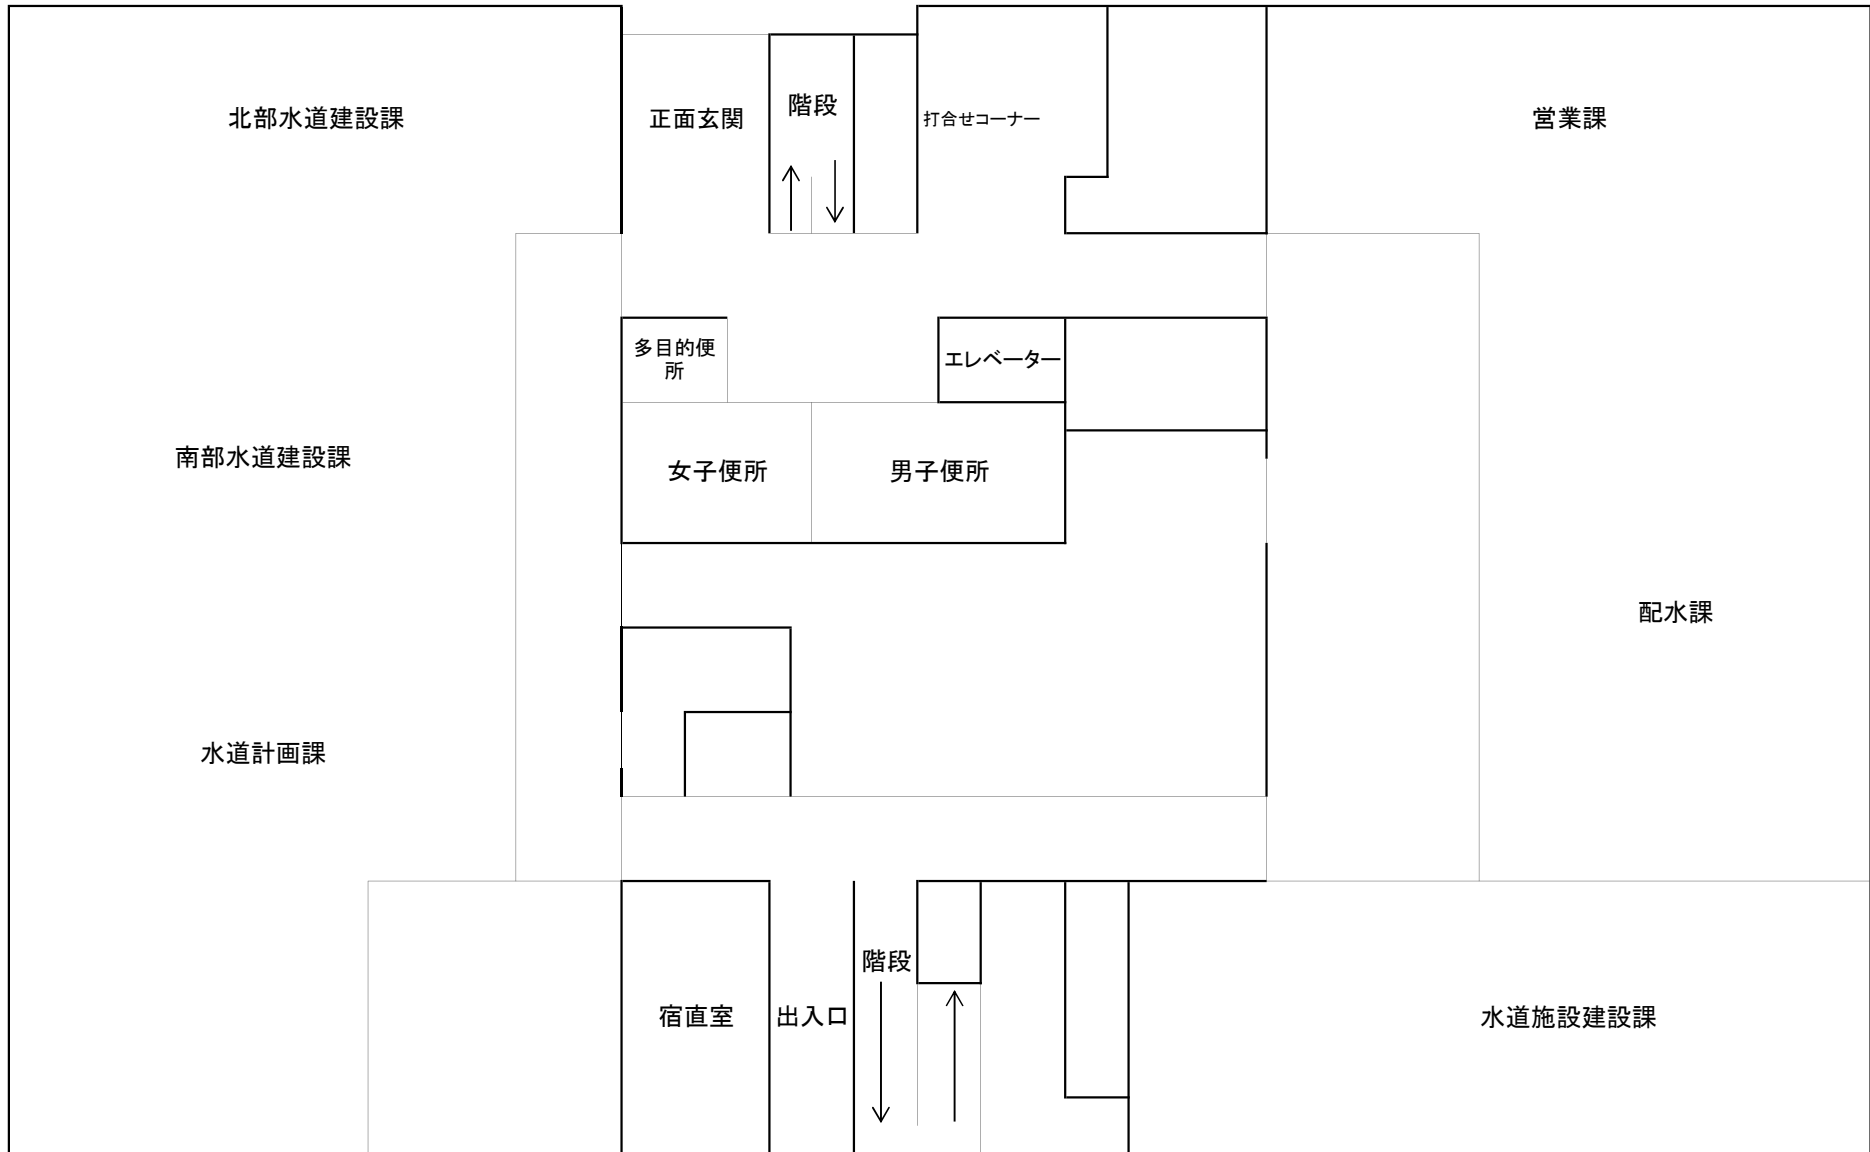 北部水道建設課
正面玄関
階段
打合せコーナー
営業課
多目的便
所
エレベーター
南部水道建設課
女子便所
男子便所
配水課
水道計画課
階段
宿直室
出入口
水道施設建設課